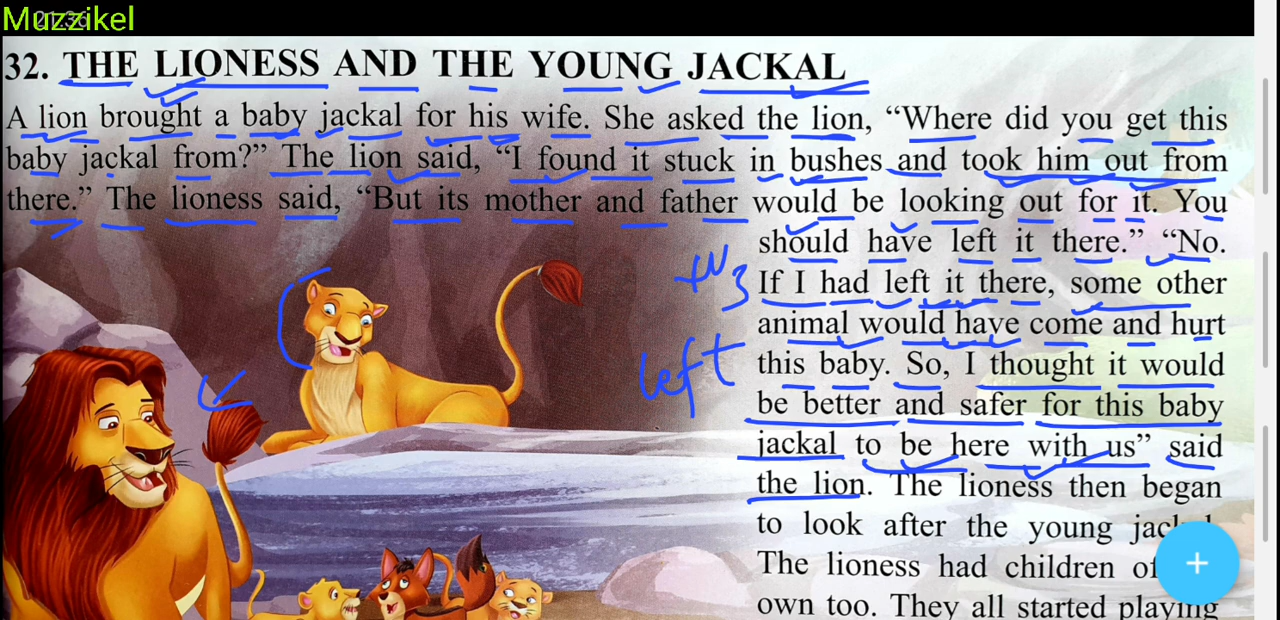 Muzzikel
21:36
32. THE LIONESS AND THE YOUNG JACKAL
A lion brought a baby jackal for his wife. She asked the lion, “Where did you get this
baby jackal from?” The lion said, “I found it stuck in bushes and took him out from
there.” The lioness said, “But its mother and father would be looking out for it. You
should have left it there.” “No.
If I had left it there, some other
animal would have come and hurt
left
this baby. So, I thought it would
be better and safer for this baby
jackal to be here with us” said
the lion. The lioness then began
to look after the young
The lioness had children
own too. They all started playing
+